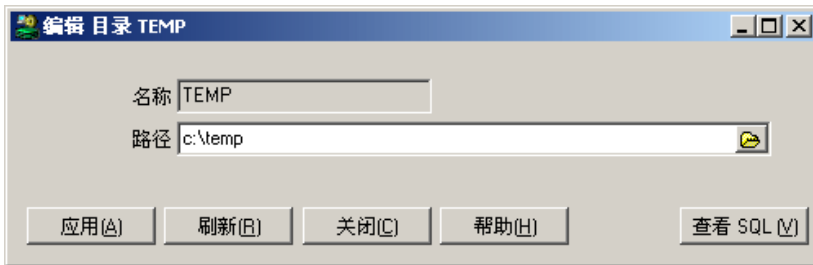 编辑 目录 TEMP
名称 TEMP
路径 c:\temp
应用(A) 刷新(R) 关闭(C) 帮助(H) 查看 SQL (V)